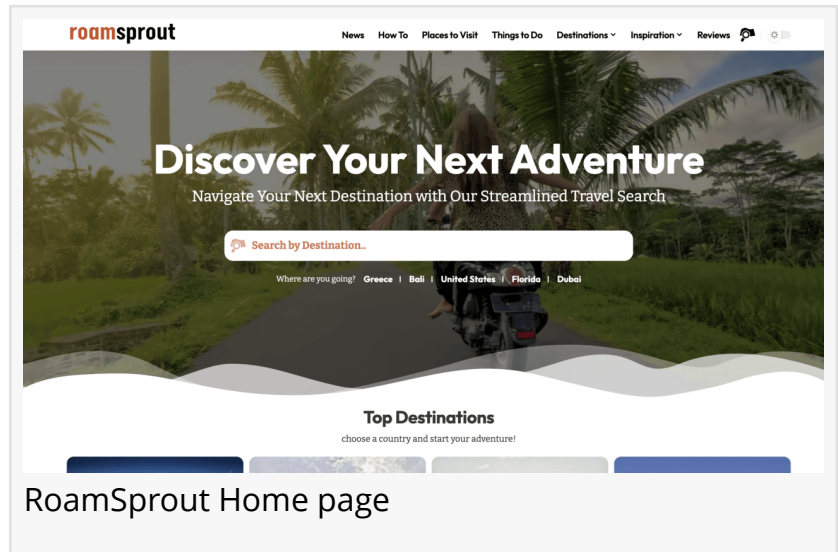 roamsprout
News How To Places to Visit Things to Do Destinations Inspiration Reviews
Discover Your Next Adventure
Navigate Your Next Destination with Our Streamlined Travel Search
Search by Destination..
Where are you going? Greece | Bali | United States | Florida | Dubai
Top Destinations
choose a country and start your adventure!
RoamSprout Home page